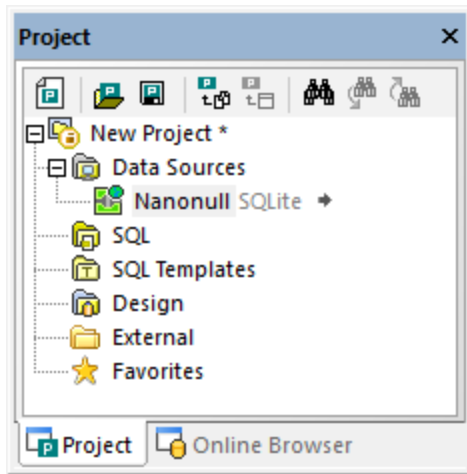 Project
New Project *
Data Sources
Nanonull SQLite
SQL
SQL Templates
Design
External
Favorites
Project Online Browser